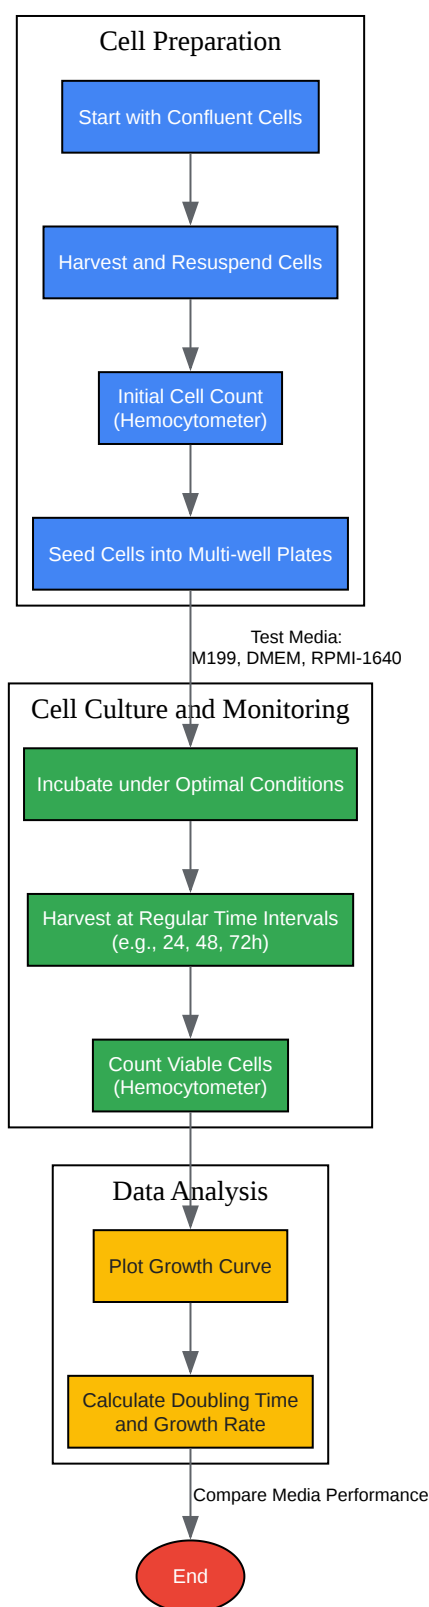 Cell Preparation
Start with Confluent Cells
Harvest and Resuspend Cells
Initial Cell Count
(Hemocytometer)
Seed Cells into Multi-well Plates
Test Media:
M199, DMEM, RPMI-1640
Cell Culture and Monitoring
Incubate under Optimal Conditions
Harvest at Regular Time Intervals
(e.g., 24, 48, 72h)
Count Viable Cells
(Hemocytometer)
Data Analysis
Plot Growth Curve
Calculate Doubling Time
and Growth Rate
Compare Media Performance
End